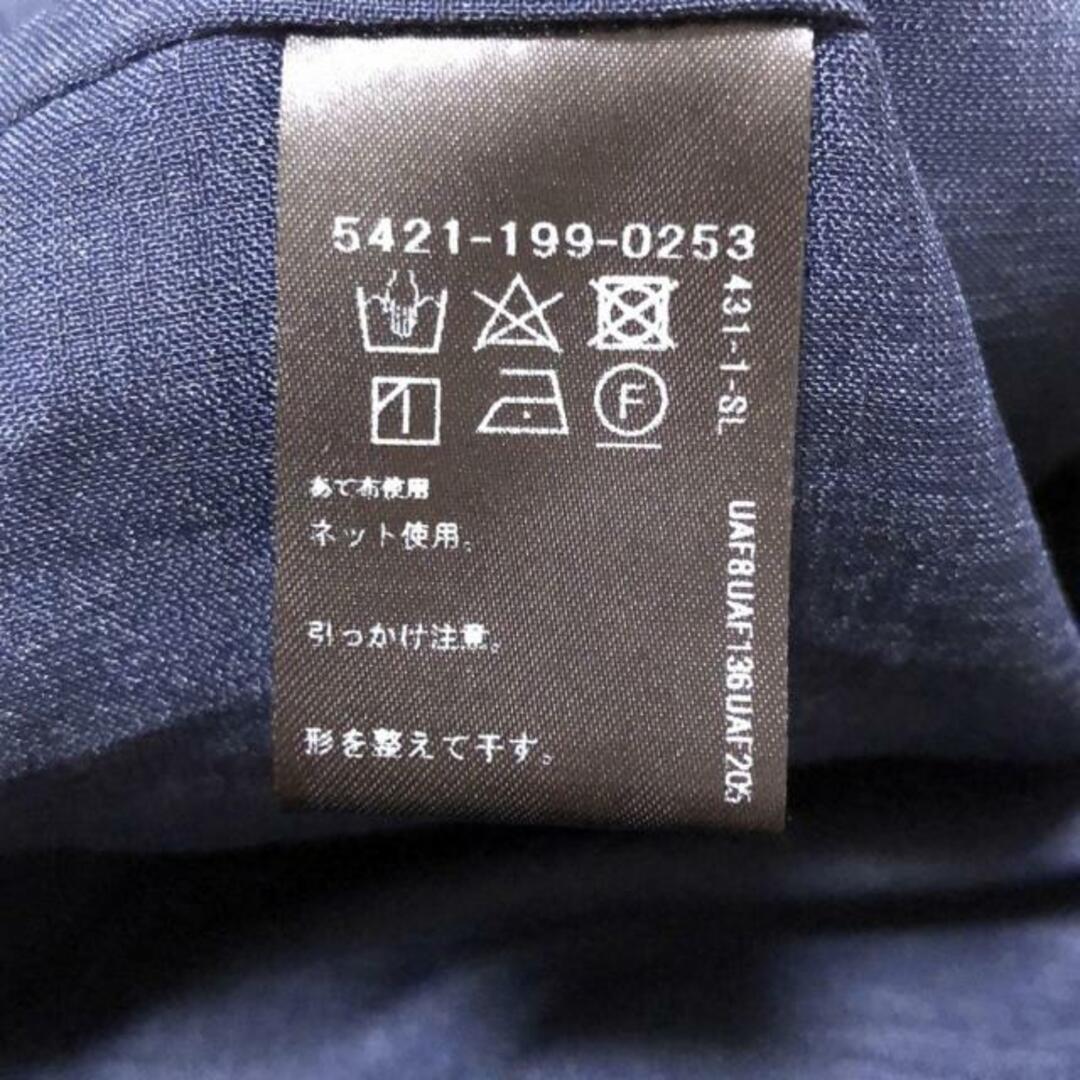 5421-199-0253
431-1-SL
F
あて布使用
ネット使用。
引っかけ注意。
形を整えて干す。
UAF8UAF136UAF205